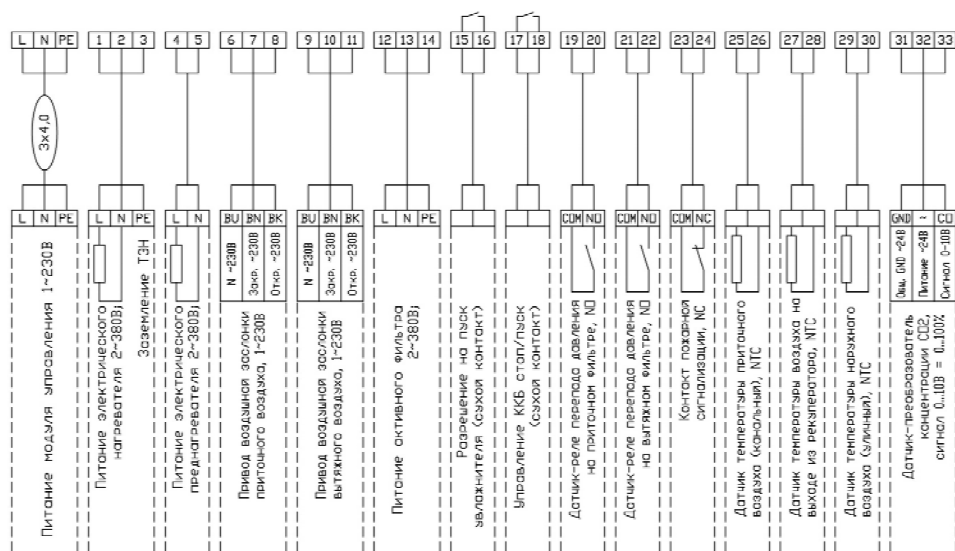 L N PE 1 2 3 4 5 6 7 8 9 10 11 12 13 14 15 16 17 18 19 20 21 22 23 24 25 26 27 28 29 30 31 32 33
3x4,0
L N PE L N PE L N BU BN BK BU BN BK L N PE COM NO COM NO COM NC GND ~ CO
Питание модуля управления 1~230В
Питание электрического
нагревателя 2~380В;
Заземление ТЭН
Питание электрического
преднагревателя 2~380В;
N ~230В
Закр. ~230В
Откр. ~230В
Привод воздушной заслонки
приточного воздуха, 1~230В
N ~230В
Закр. ~230В
Откр. ~230В
Привод воздушной заслонки
вытяжного воздуха, 1~230В
Питание активного фильтра
2~380В;
Разрешение на пуск
увлажнителя (сухой контакт)
Управление ККБ стоп/пуск
(сухой контакт)
Датчик-реле перепада давления
на приточном фильтре, NO
Датчик-реле перепада давления
на вытяжном фильтре, NO
Контакт пожарной
сигнализации, NC
Датчик температуры приточного
воздуха (канальный), NTC
Датчик температуры воздуха на
выходе из рекуператора, NTC
Датчик температуры наружного
воздуха (уличный) NTC
GND ~24В
Питание ~24В
Сигнал 0-10В
Датчик-преобразователь
концентрации CO2,
сигнал 0...10В = 0...100%